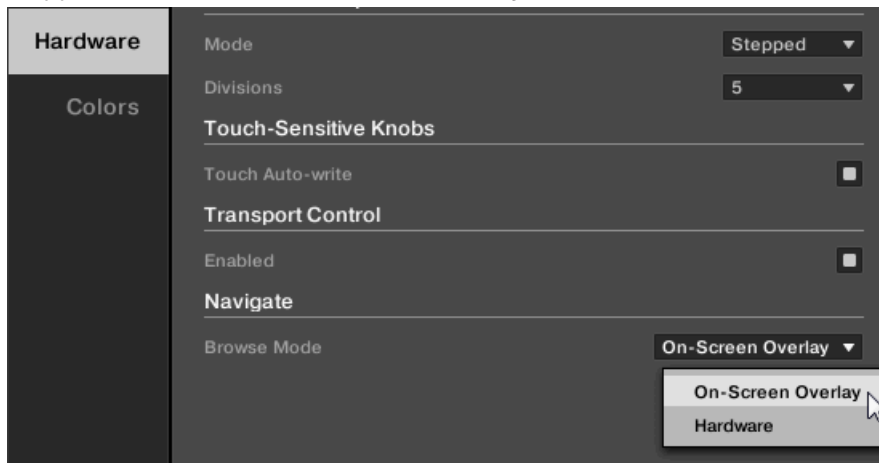 Hardware
Colors
Mode
Stepped
Divisions
5
Touch-Sensitive Knobs
Touch Auto-write
Transport Control
Enabled
Navigate
Browse Mode
On-Screen Overlay
On-Screen Overlay
Hardware